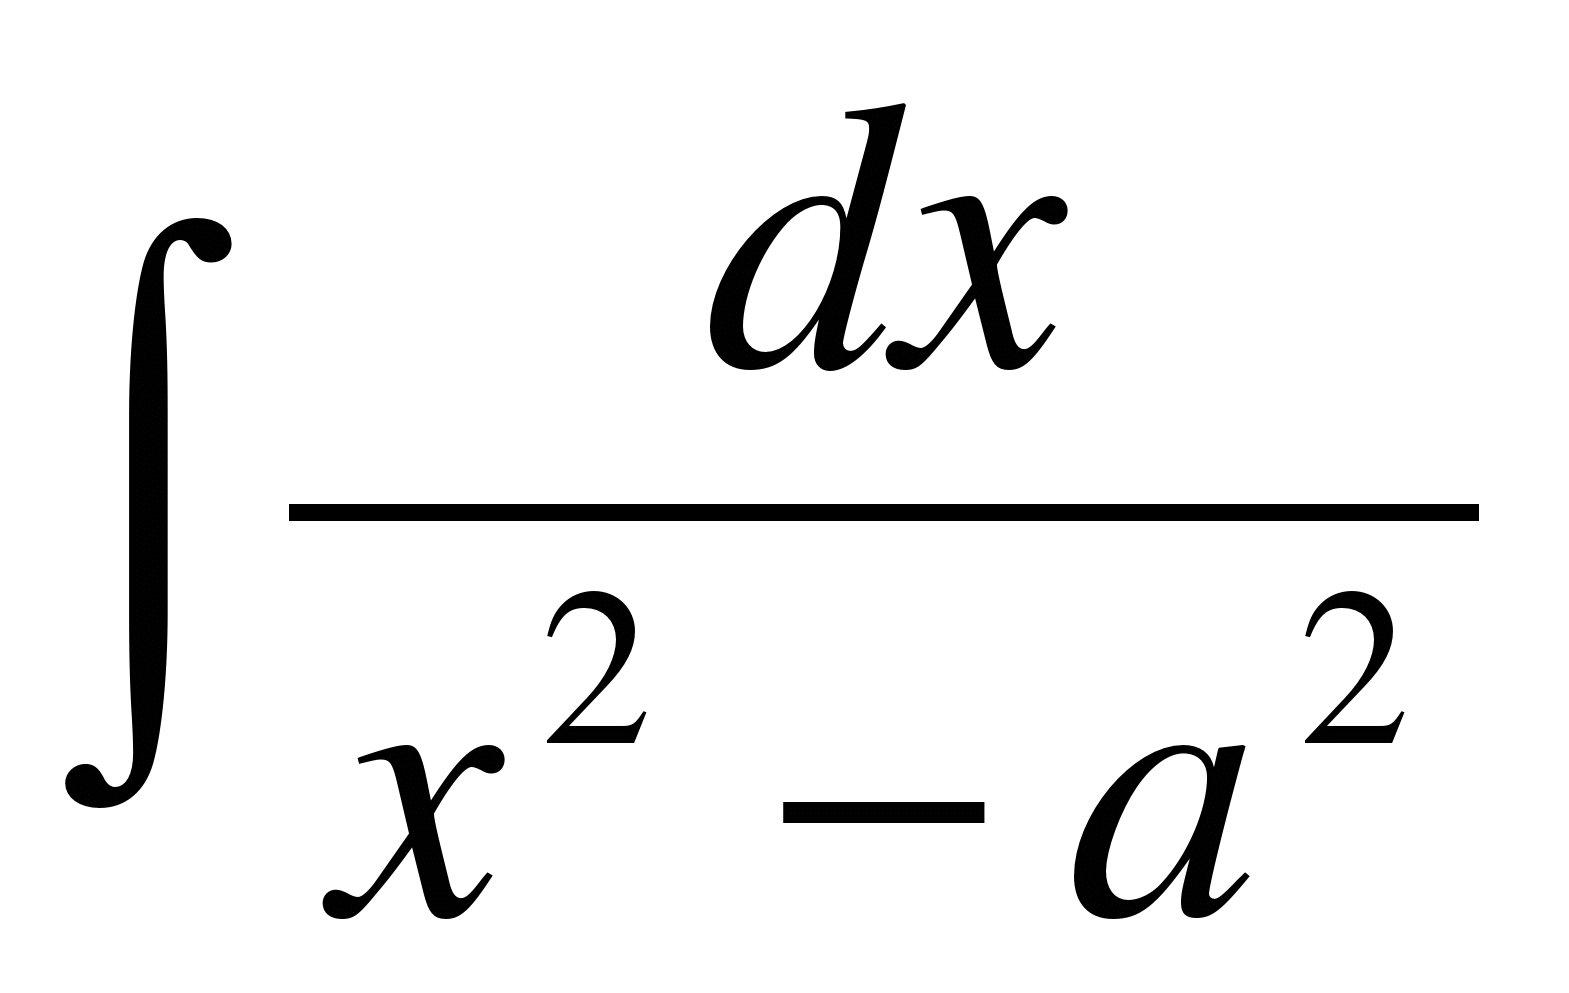 ∫ dx / (x² − a²)